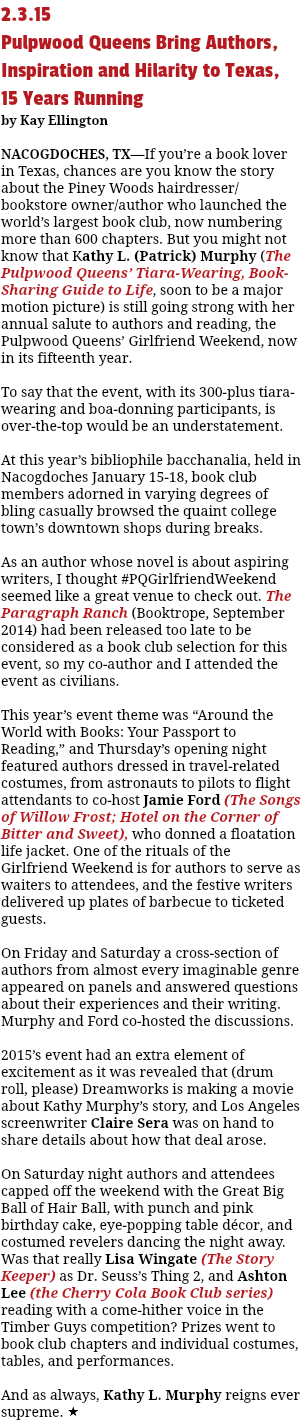 2.3.15
Pulpwood Queens Bring Authors,
Inspiration and Hilarity to Texas,
15 Years Running
by Kay Ellington
NACOGDOCHES, TX—If you’re a book lover
in Texas, chances are you know the story
about the Piney Woods hairdresser/
bookstore owner/author who launched the
world’s largest book club, now numbering
more than 600 chapters. But you might not
know that Kathy L. (Patrick) Murphy (The
Pulpwood Queens’ Tiara-Wearing, Book-
Sharing Guide to Life, soon to be a major
motion picture) is still going strong with her
annual salute to authors and reading, the
Pulpwood Queens’ Girlfriend Weekend, now
in its fifteenth year.
To say that the event, with its 300-plus tiara-
wearing and boa-donning participants, is
over-the-top would be an understatement.
At this year’s bibliophile bacchanalia, held in
Nacogdoches January 15-18, book club
members adorned in varying degrees of
bling casually browsed the quaint college
town’s downtown shops during breaks.
As an author whose novel is about aspiring
writers, I thought #PQGirlfriendWeekend
seemed like a great venue to check out. The
Paragraph Ranch (Booktrope, September
2014) had been released too late to be
considered as a book club selection for this
event, so my co-author and I attended the
event as civilians.
This year’s event theme was “Around the
World with Books: Your Passport to
Reading,” and Thursday’s opening night
featured authors dressed in travel-related
costumes, from astronauts to pilots to flight
attendants to co-host Jamie Ford (The Songs
of Willow Frost; Hotel on the Corner of
Bitter and Sweet), who donned a floatation
life jacket. One of the rituals of the
Girlfriend Weekend is for authors to serve as
waiters to attendees, and the festive writers
delivered up plates of barbecue to ticketed
guests.
On Friday and Saturday a cross-section of
authors from almost every imaginable genre
appeared on panels and answered questions
about their experiences and their writing.
Murphy and Ford co-hosted the discussions.
2015’s event had an extra element of
excitement as it was revealed that (drum
roll, please) Dreamworks is making a movie
about Kathy Murphy’s story, and Los Angeles
screenwriter Claire Sera was on hand to
share details about how that deal arose.
On Saturday night authors and attendees
capped off the weekend with the Great Big
Ball of Hair Ball, with punch and pink
birthday cake, eye-popping table décor, and
costumed revelers dancing the night away.
Was that really Lisa Wingate (The Story
Keeper) as Dr. Seuss’s Thing 2, and Ashton
Lee (the Cherry Cola Book Club series)
reading with a come-hither voice in the
Timber Guys competition? Prizes went to
book club chapters and individual costumes,
tables, and performances.
And as always, Kathy L. Murphy reigns ever
supreme. ★